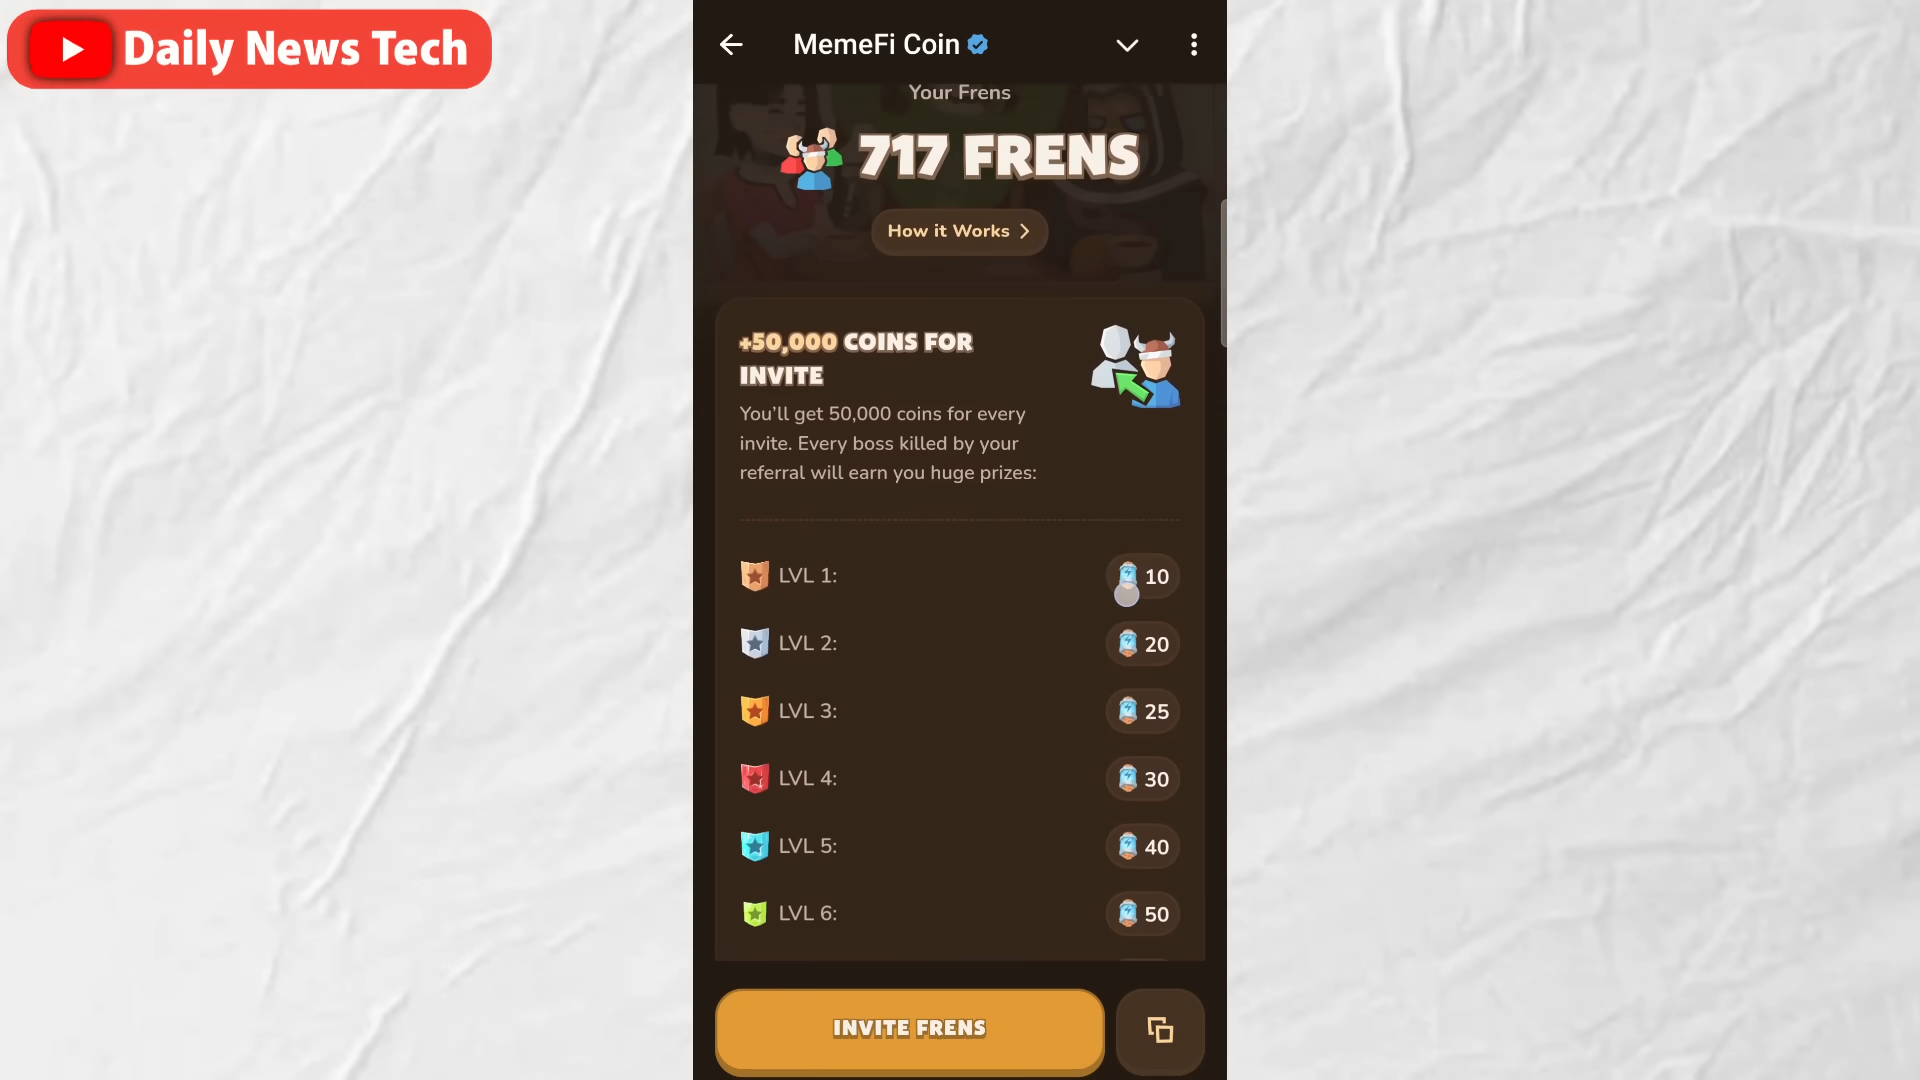 Daily News Tech
MemeFi Coin
Your Frens
717 FRENS
How it Works
+50,000 COINS FOR
INVITE
You’ll get 50,000 coins for every
invite. Every boss killed by your
referral will earn you huge prizes:
LVL 1: 10
LVL 2: 20
LVL 3: 25
LVL 4: 30
LVL 5: 40
LVL 6: 50
INVITE FRENS